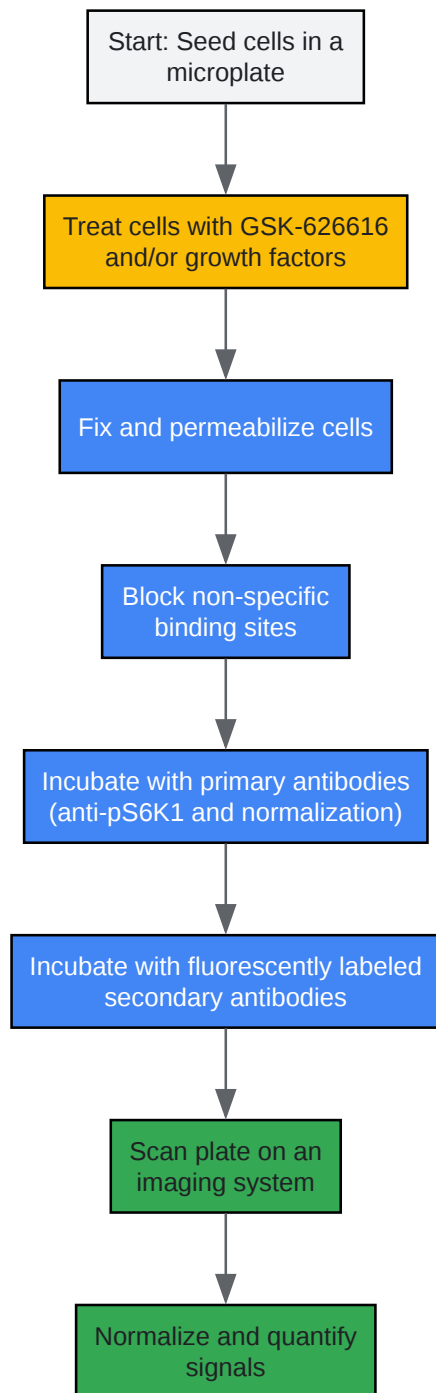 Start: Seed cells in a
microplate
Treat cells with GSK-626616
and/or growth factors
Fix and permeabilize cells
Block non-specific
binding sites
Incubate with primary antibodies
(anti-pS6K1 and normalization)
Incubate with fluorescently labeled
secondary antibodies
Scan plate on an
imaging system
Normalize and quantify
signals